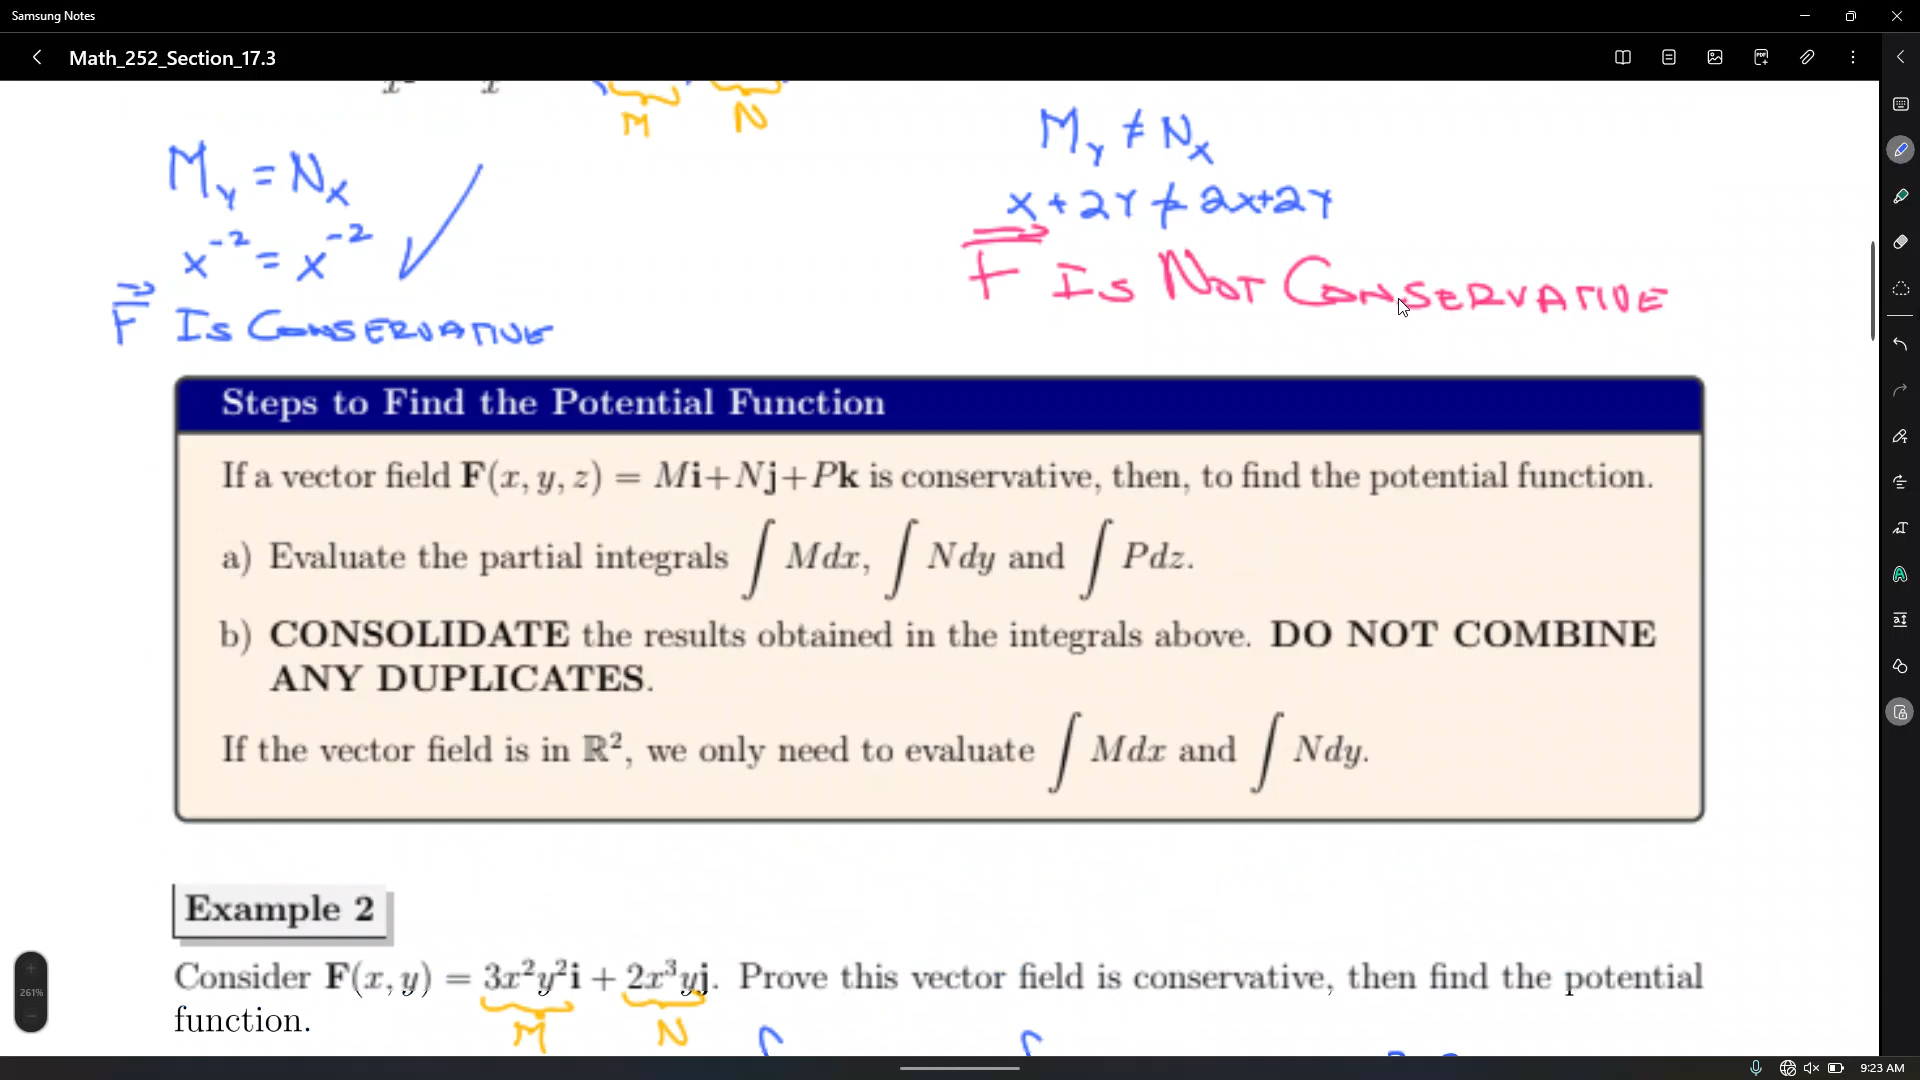 Samsung Notes
Math_252_Section_17.3
M N
M_y = N_x
x^{-2} = x^{-2}
F Is CONSERVATIVE
M_y ≠ N_x
x + 2y ≠ 2x+2y
F Is NOT CONSERVATIVE
Steps to Find the Potential Function
If a vector field F(x, y, z) = Mi+Nj+Pk is conservative, then, to find the potential function.
a) Evaluate the partial integrals ∫ Mdx, ∫ Ndy and ∫ Pdz.
b) CONSOLIDATE the results obtained in the integrals above. DO NOT COMBINE
ANY DUPLICATES.
If the vector field is in ℝ², we only need to evaluate ∫ Mdx and ∫ Ndy.
Example 2
Consider F(x, y) = 3x²y²i + 2x³yj. Prove this vector field is conservative, then find the potential
function.
M N
261%
9:23 AM